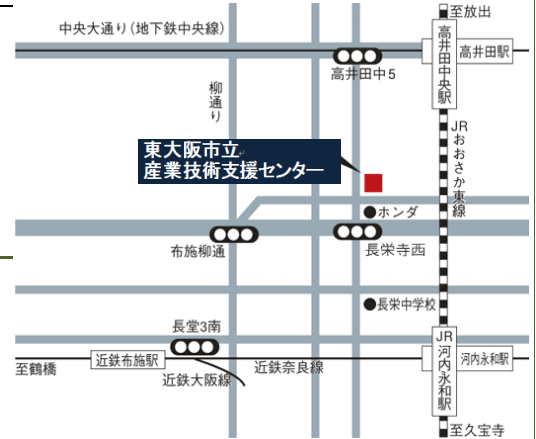 至放出
中央大通り(地下鉄中央線)
高井田中央駅
高井田駅
高井田中5
柳通り
JRおおさか東線
東大阪市立
産業技術支援センター
ホンダ
布施柳通
長栄寺西
長栄中学校
長堂3南
JR河内永和駅
河内永和駅
近鉄布施駅
至鶴橋
近鉄奈良線
近鉄大阪線
至久宝寺